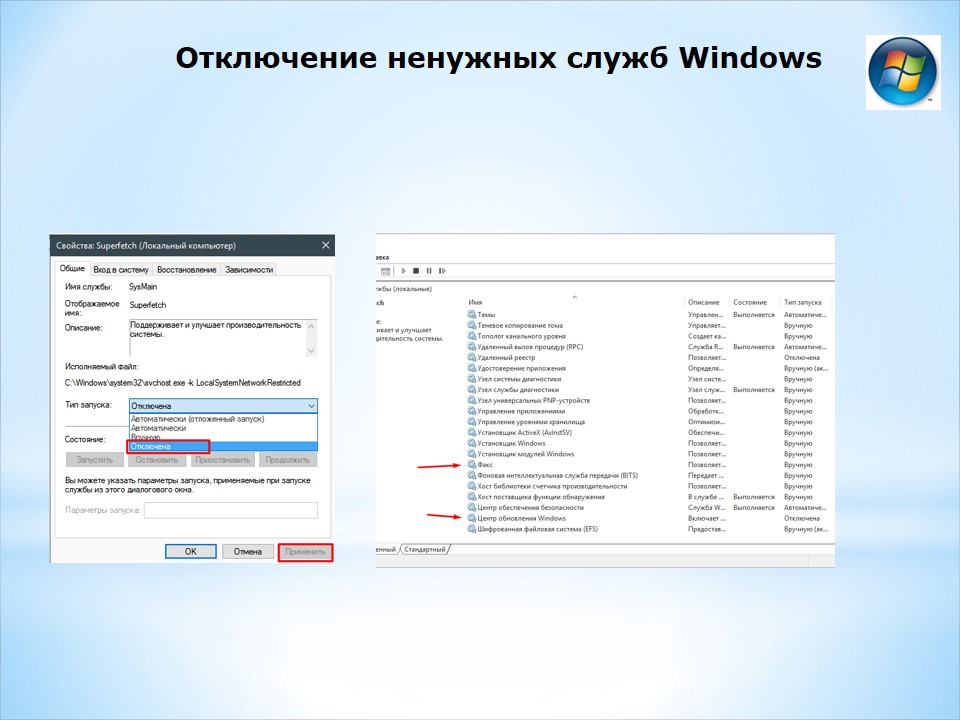 Отключение ненужных служб Windows
Свойства: Superfetch (Локальный компьютер)
Общие Вход в систему Восстановление Зависимости
Имя службы: SysMain
Отображаемое имя: Superfetch
Описание: Поддерживает и улучшает производительность системы.
Исполняемый файл:
C:\Windows\system32\svchost.exe -k LocalSystemNetworkRestricted
Тип запуска: Отключена
Автоматически (отложенный запуск)
Автоматически
Вручную
Отключена
Состояние:
Запустить Остановить Приостановить Продолжить
Вы можете указать параметры запуска, применяемые при запуске
службы из этого диалогового окна.
Параметры запуска:
OK Отмена Применить
авка
жбы (локальные)
ch
е:
кивает и улучшает
дительность системы.
Имя Описание Состояние Тип запуска
Темы Управлен... Выполняется Автоматиче...
Теневое копирование тома Управляет... Вручную
Тополог канального уровня Создает ка... Вручную
Удаленный вызов процедур (RPC) Служба R... Выполняется Автоматиче...
Удаленный реестр Позволяет... Отключена
Удостоверение приложения Определя... Вручную (ак...
Узел системы диагностики Узел систе... Вручную
Узел службы диагностики Узел служ... Выполняется Вручную
Узел универсальных PNP-устройств Позволяет... Вручную
Управление приложениями Обработк... Вручную
Управление уровнями хранилища Оптимизи... Вручную
Установщик ActiveX (AxInstSV) Обеспечи... Вручную
Установщик Windows Позволяет... Вручную
Установщик модулей Windows Позволяет... Вручную
Факс Позволяет... Вручную
Фоновая интеллектуальная служба передачи (BITS) Передает ... Вручную
Хост библиотеки счетчика производительности Позволяет... Вручную
Хост поставщика функции обнаружения В службе ... Выполняется Вручную
Центр обеспечения безопасности Служба W... Выполняется Автоматиче...
Центр обновления Windows Включает ... Отключена
Шифрованная файловая система (EFS) Предостав... Вручную (ак...
енный Стандартный